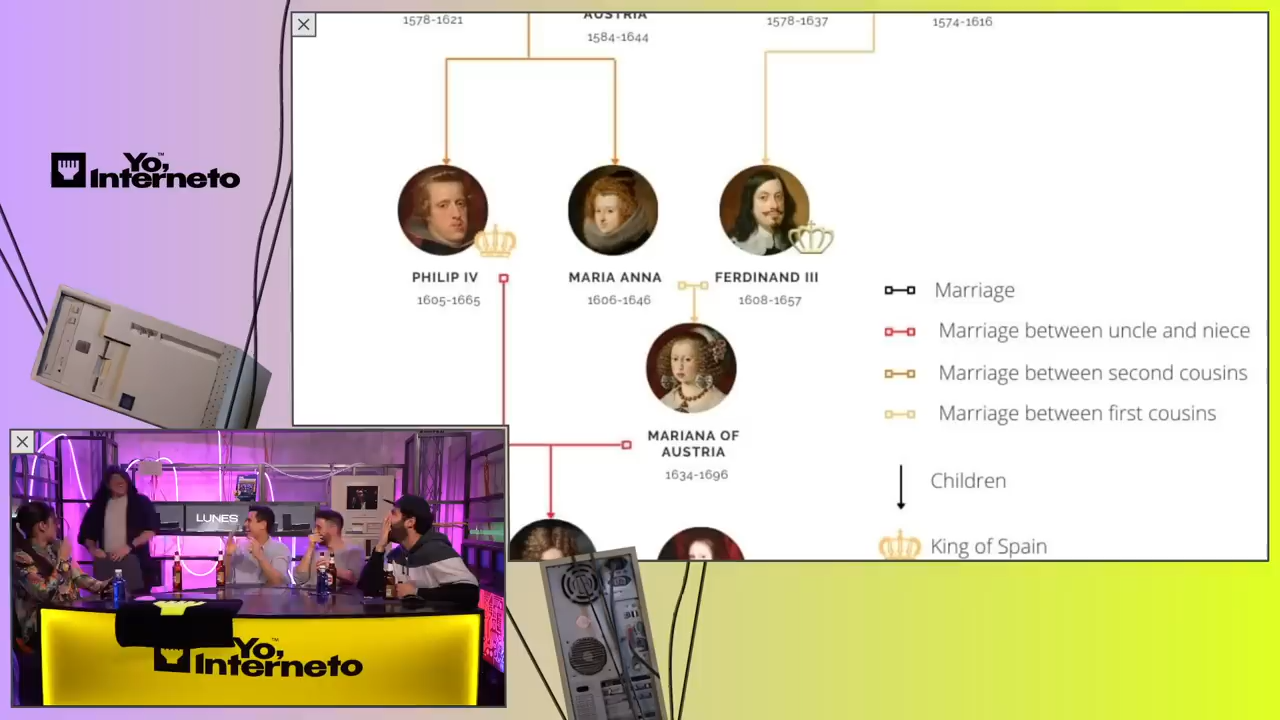 1578-1621
AUSTRIA
1584-1644
1578-1637
1574-1616
Yo,™
Interneto
PHILIP IV
1605-1665
MARIA ANNA
1606-1646
FERDINAND III
1608-1657
Marriage
Marriage between uncle and niece
Marriage between second cousins
Marriage between first cousins
MARIANA OF
AUSTRIA
1634-1696
Children
King of Spain
LUNES
Yo,™
Interneto